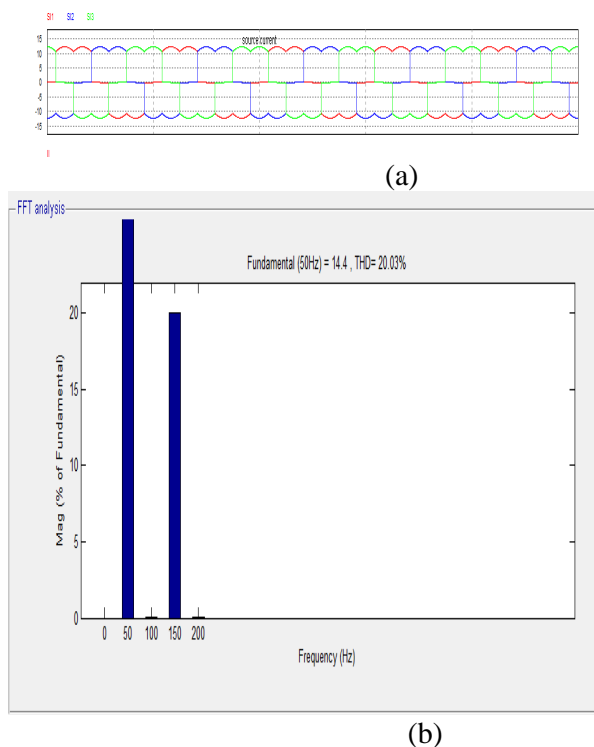 SI1 SI2 SI3
source current
15
10
5
0
-5
-10
-15
(a)
FFT analysis
Fundamental (50Hz) = 14.4 , THD= 20.03%
20
15
10
5
0
Mag (% of Fundamental)
0 50 100 150 200
Frequency (Hz)
(b)